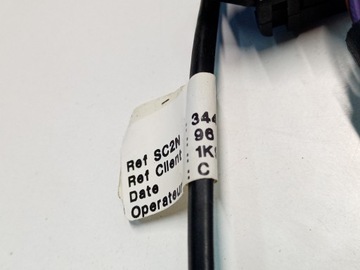 Ref SC2N : 344
Ref Client : 96
Date : 1K
Operateur : C